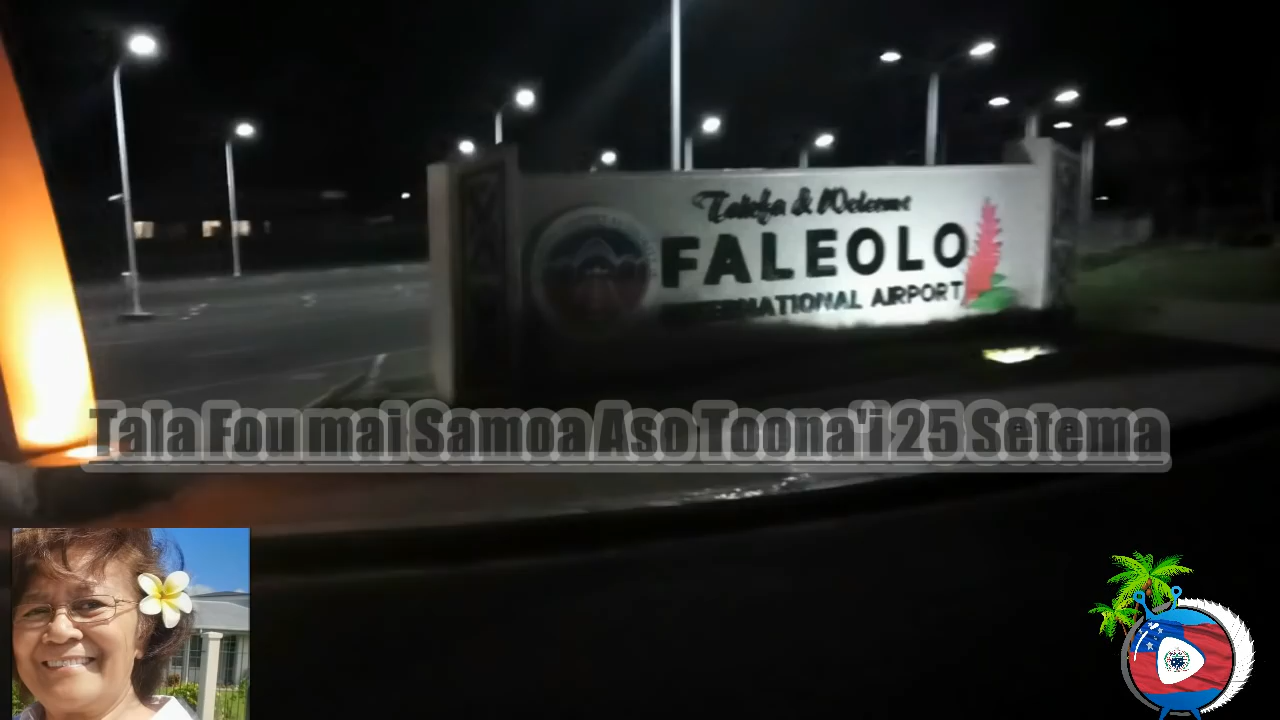 Talofa & Welcome
FALEOLO
INTERNATIONAL AIRPORT
Tala Fou mai Samoa Aso Toona'i 25 Setema